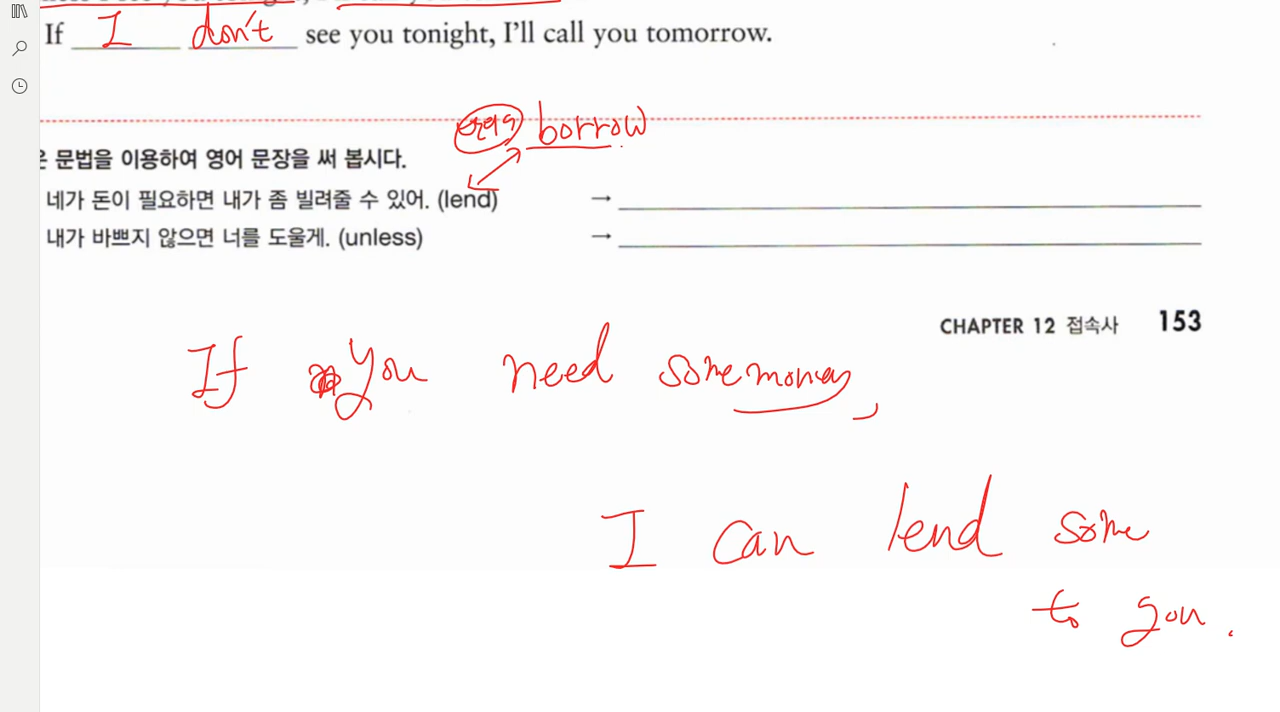 If I don't see you tonight, I'll call you tomorrow.
borrow
문법을 이용하여 영어 문장을 써 봅시다.
네가 돈이 필요하면 내가 좀 빌려줄 수 있어. (lend) →
내가 바쁘지 않으면 너를 도울게. (unless) →
CHAPTER 12 접속사 153
If You need some money,
I can lend some
to you.